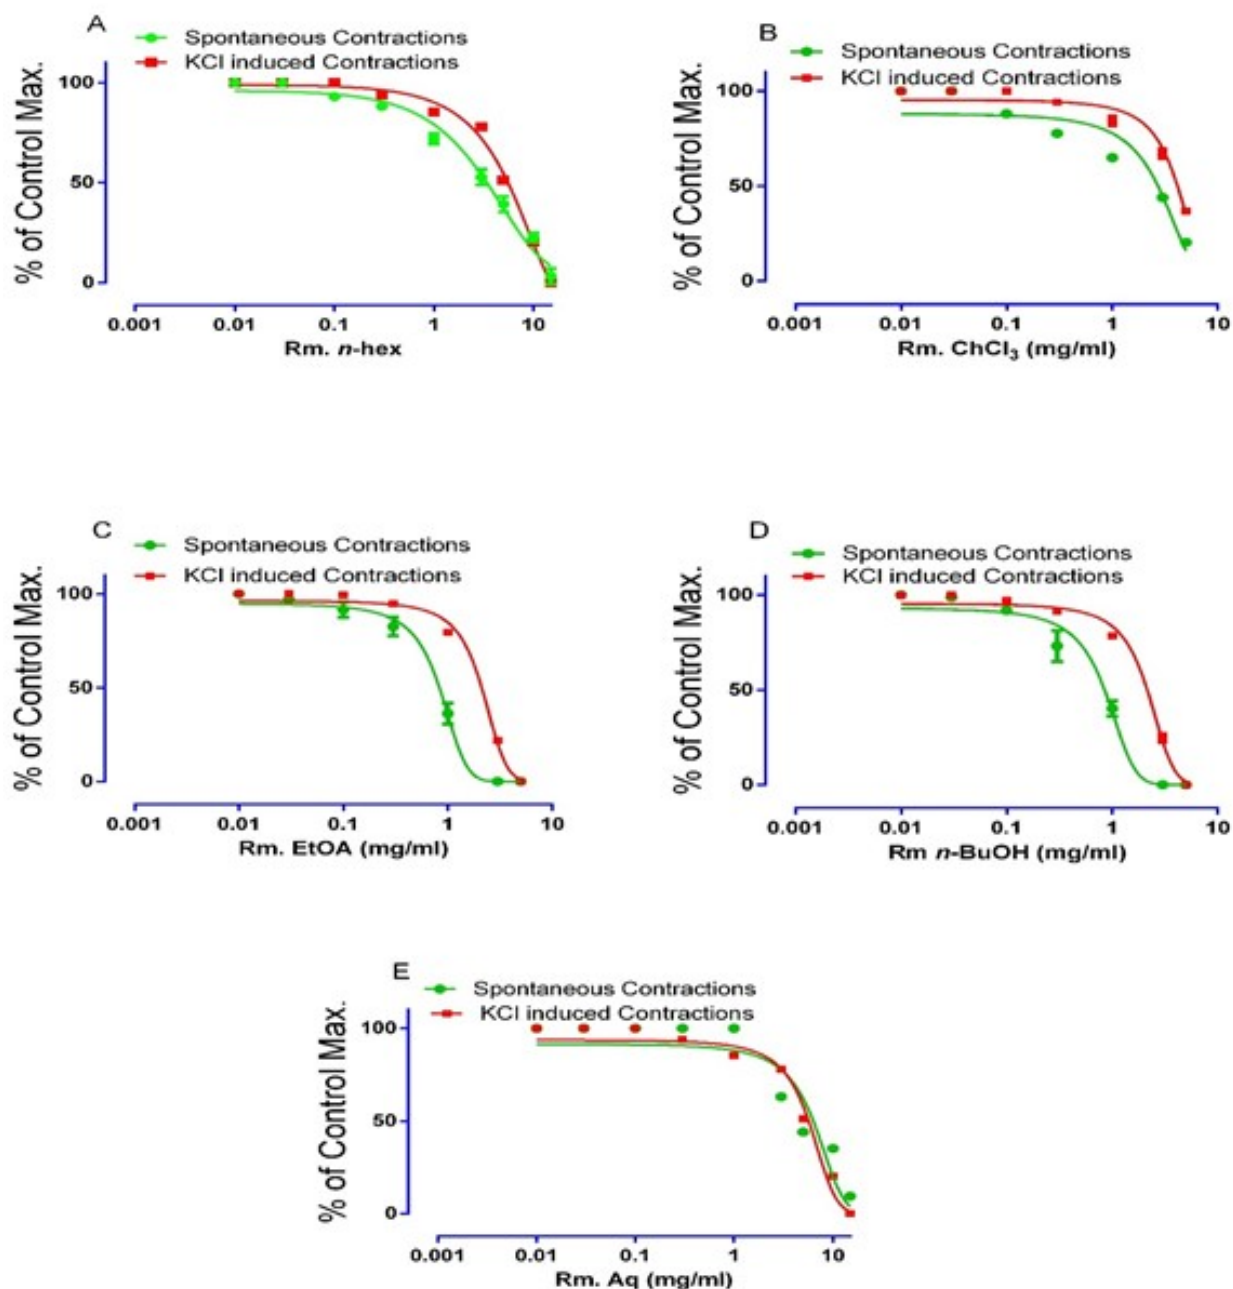 A
Spontaneous Contractions
KCl induced Contractions
% of Control Max.
100
50
0
0.001 0.01 0.1 1 10
Rm. n-hex
B
Spontaneous Contractions
KCl induced Contractions
% of Control Max.
100
50
0
0.001 0.01 0.1 1 10
Rm. ChCl₃ (mg/ml)
C
Spontaneous Contractions
KCl induced Contractions
% of Control Max.
100
50
0
0.001 0.01 0.1 1 10
Rm. EtOA (mg/ml)
D
Spontaneous Contractions
KCl induced Contractions
% of Control Max.
100
50
0
0.001 0.01 0.1 1 10
Rm n-BuOH (mg/ml)
E
Spontaneous Contractions
KCl induced Contractions
% of Control Max.
100
50
0
0.001 0.01 0.1 1 10
Rm. Aq (mg/ml)